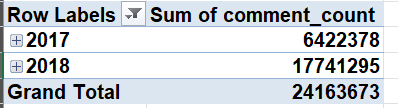 Row Labels Sum of comment_count
2017 6422378
2018 17741295
Grand Total 24163673